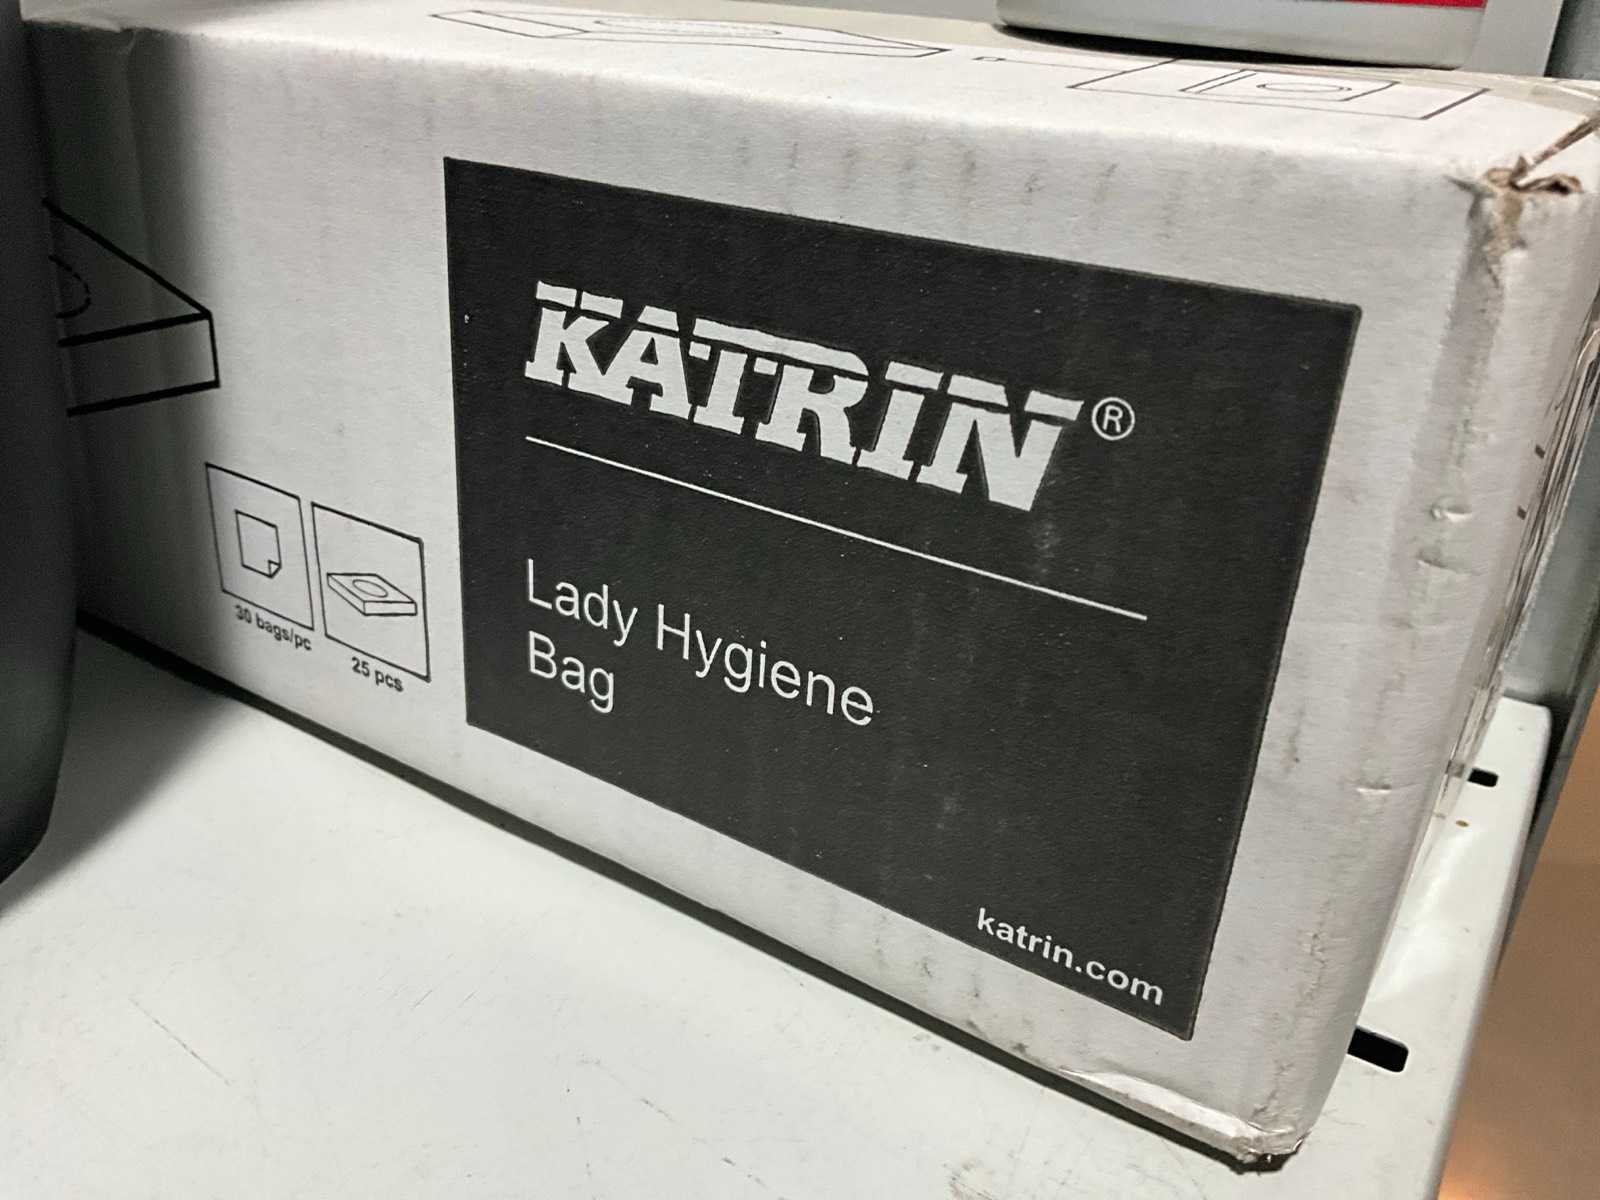 KATRIN®
Lady Hygiene
Bag
30 bags/pc
25 pcs
katrin.com